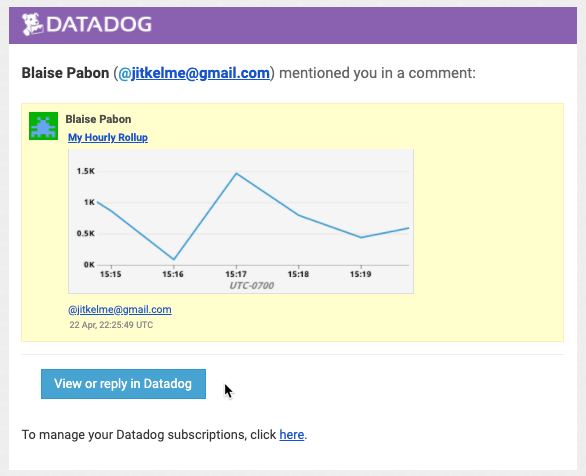 DATADOG
Blaise Pabon (@jitkelme@gmail.com) mentioned you in a comment:
Blaise Pabon
My Hourly Rollup
1.5K
1K
0.5K
0K
15:15 15:16 15:17 15:18 15:19
UTC-0700
@jitkelme@gmail.com
22 Apr, 22:25:49 UTC
View or reply in Datadog
To manage your Datadog subscriptions, click here.